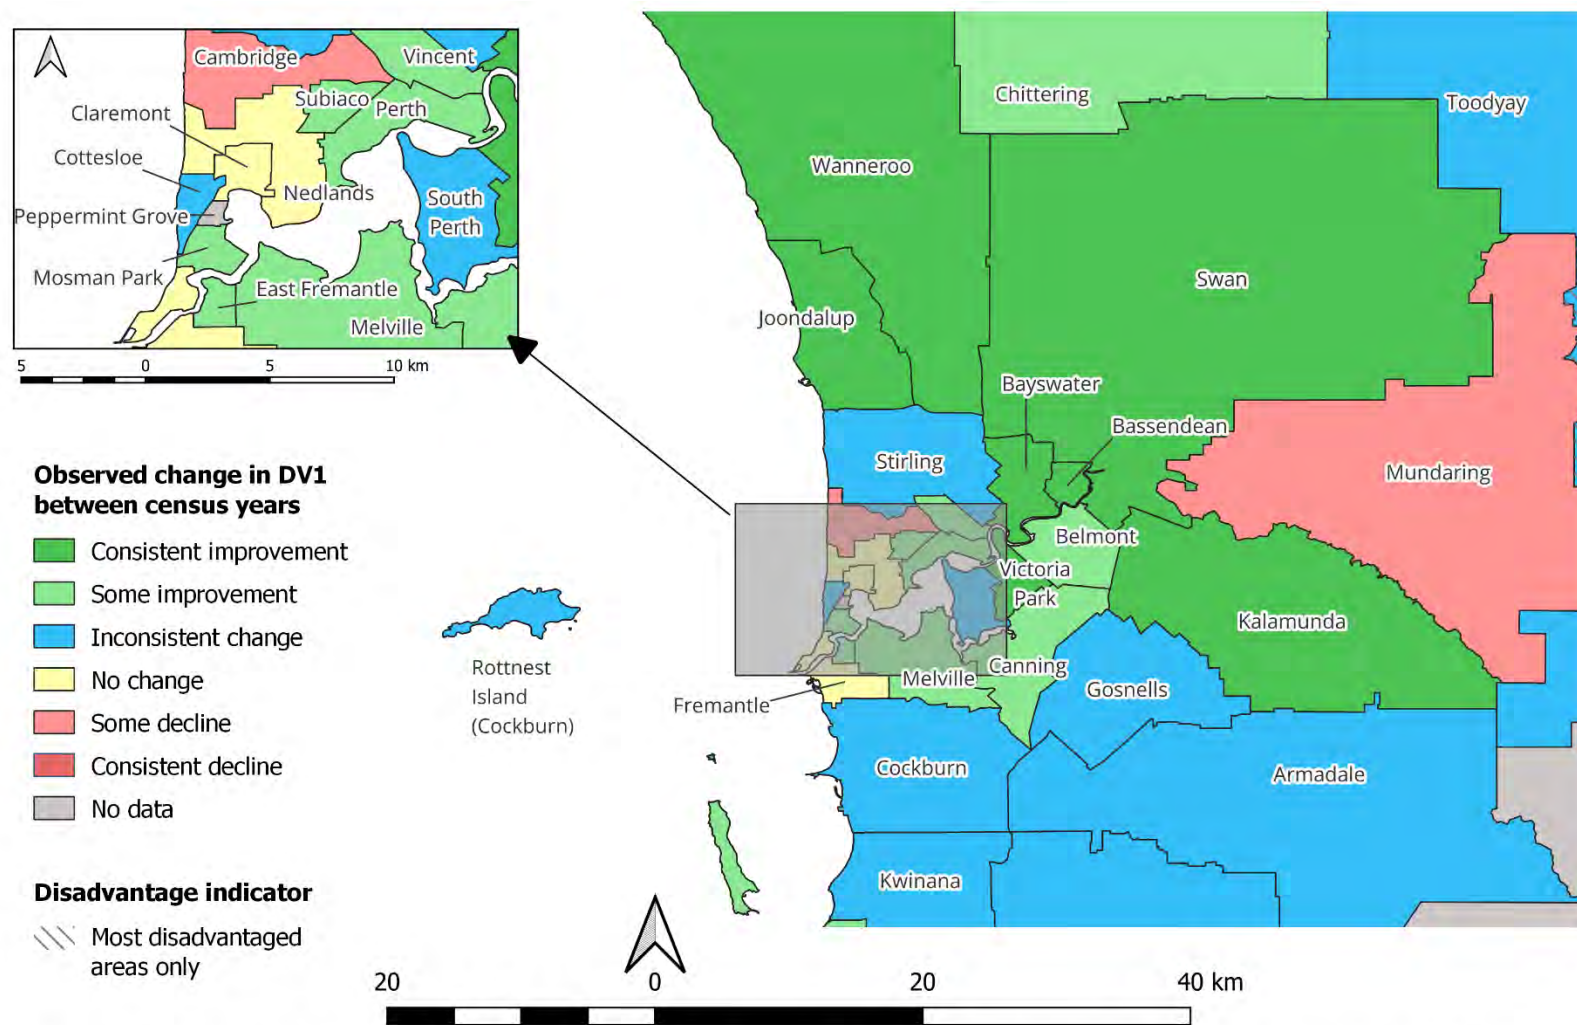 Cambridge
Vincent
Subiaco
Perth
Claremont
Cottesloe
Nedlands
South
Perth
Peppermint Grove
Mosman Park
East Fremantle
Melville
5 0 5 10 km
Chittering
Toodyay
Wanneroo
Swan
Joondalup
Bayswater
Bassendean
Stirling
Mundaring
Belmont
Victoria
Park
Kalamunda
Canning
Melville
Gosnells
Fremantle
Cockburn
Armadale
Kwinana
Rottnest
Island
(Cockburn)
Observed change in DV1
between census years
Consistent improvement
Some improvement
Inconsistent change
No change
Some decline
Consistent decline
No data
Disadvantage indicator
Most disadvantaged
areas only
20 0 20 40 km